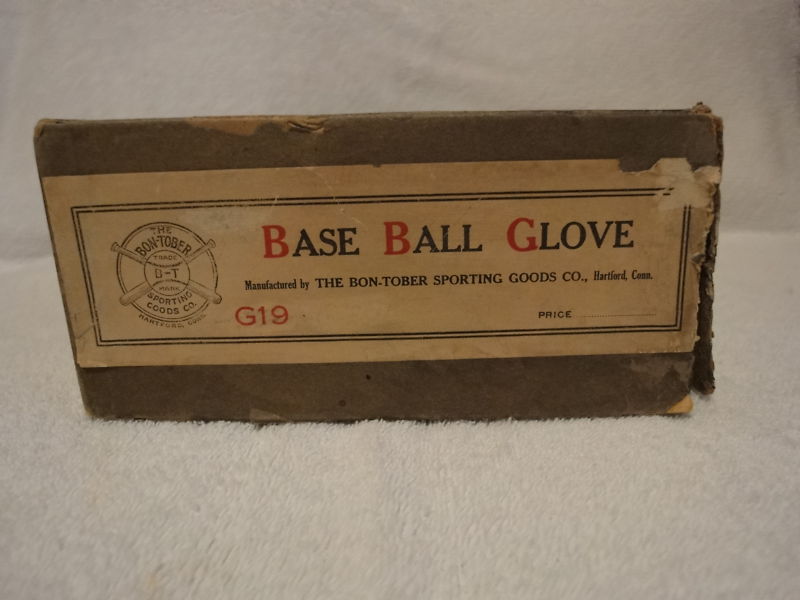 THE
BON-TOBER
TRADE
B-T
MARK
SPORTING
GOODS CO.
HARTFORD, CONN.
BASE BALL GLOVE
Manufactured by THE BON-TOBER SPORTING GOODS CO., Hartford, Conn.
G19
PRICE